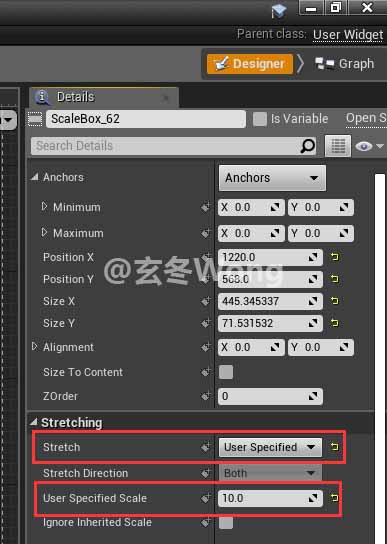 Parent class: User Widget
Designer Graph
Details
ScaleBox_62 Is Variable Open S
Search Details
Anchors Anchors
Minimum X 0.0 Y 0.0
Maximum X 0.0 Y 0.0
Position X 1220.0
Position Y 568.0
Size X 445.345337
Size Y 71.531532
Alignment X 0.0 Y 0.0
Size To Content
ZOrder 0
Stretching
Stretch User Specified
Stretch Direction Both
User Specified Scale 10.0
Ignore Inherited Scale
@玄冬Wong